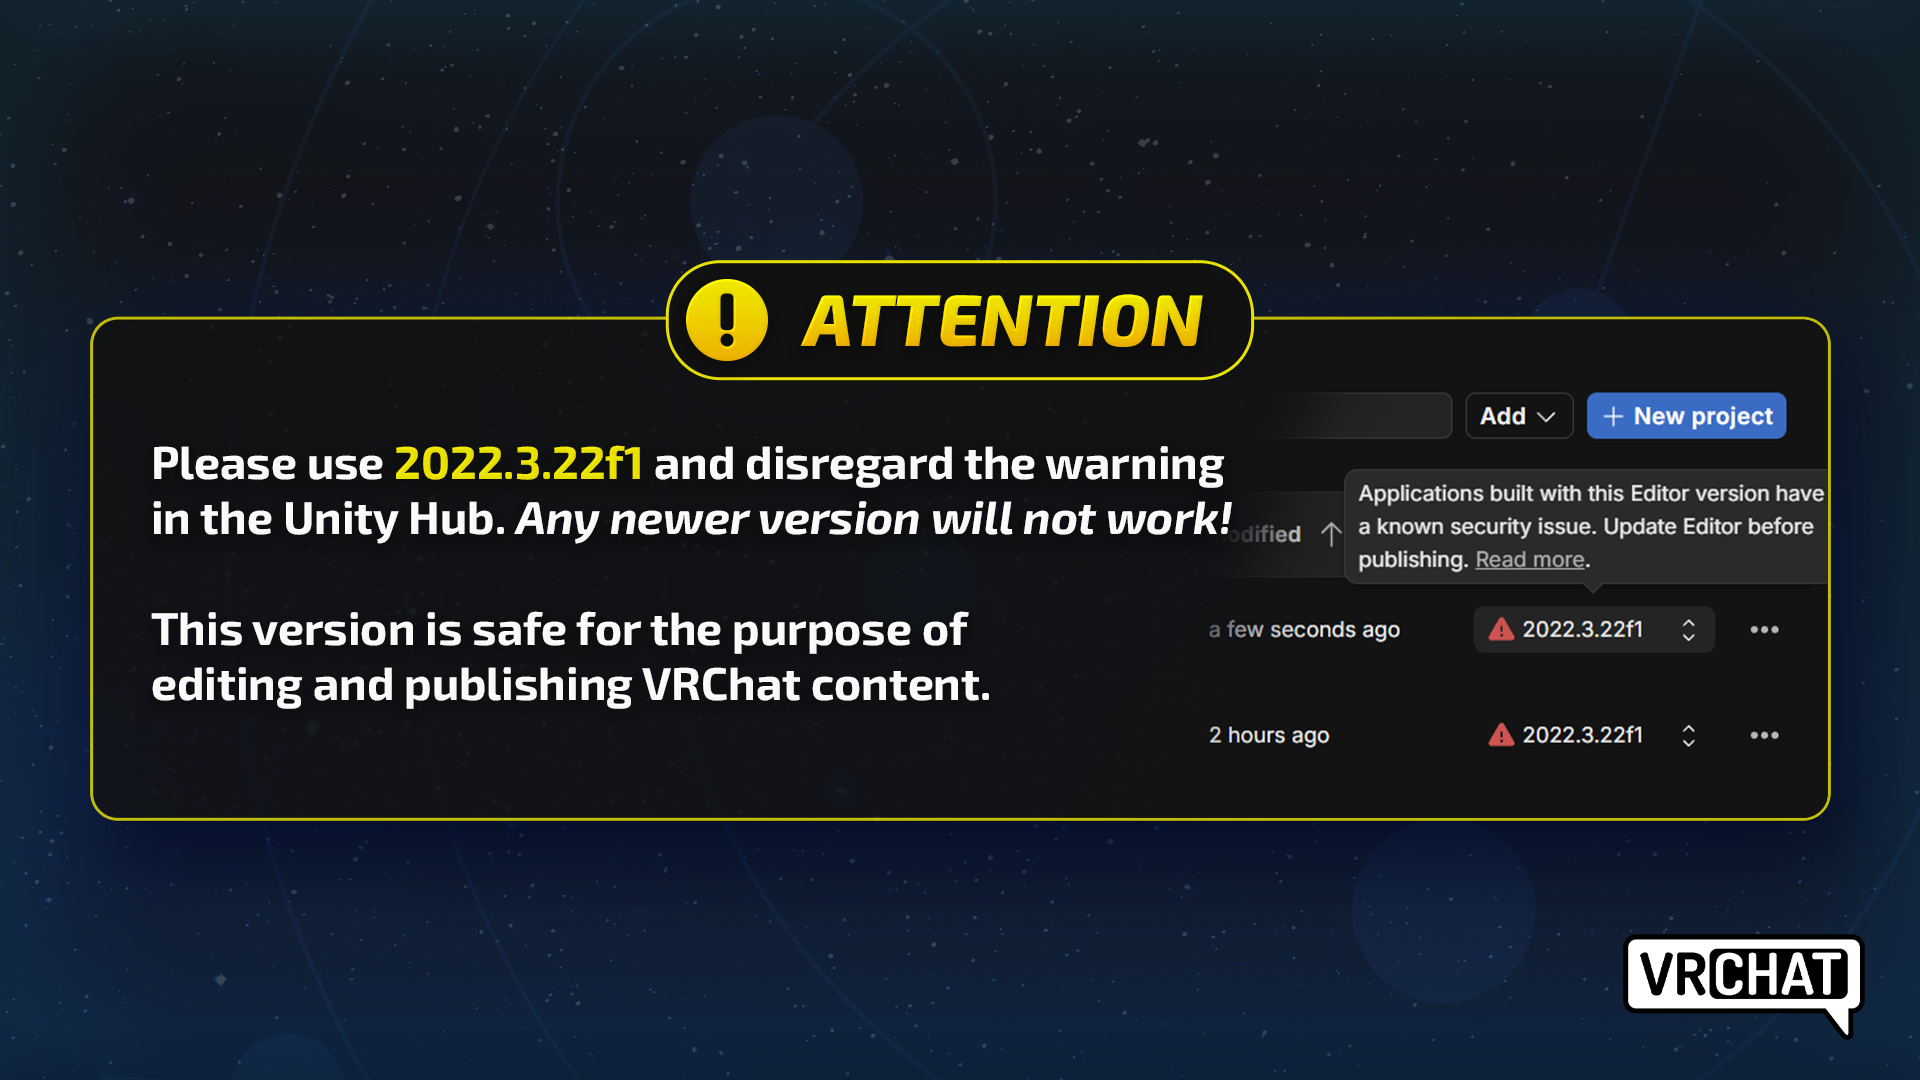 ATTENTION
Please use 2022.3.22f1 and disregard the warning
in the Unity Hub. Any newer version will not work!
This version is safe for the purpose of
editing and publishing VRChat content.
Add
+ New project
Applications built with this Editor version have
a known security issue. Update Editor before
publishing. Read more.
odified ↑
a few seconds ago 2022.3.22f1 •••
2 hours ago 2022.3.22f1 •••
VRCHAT